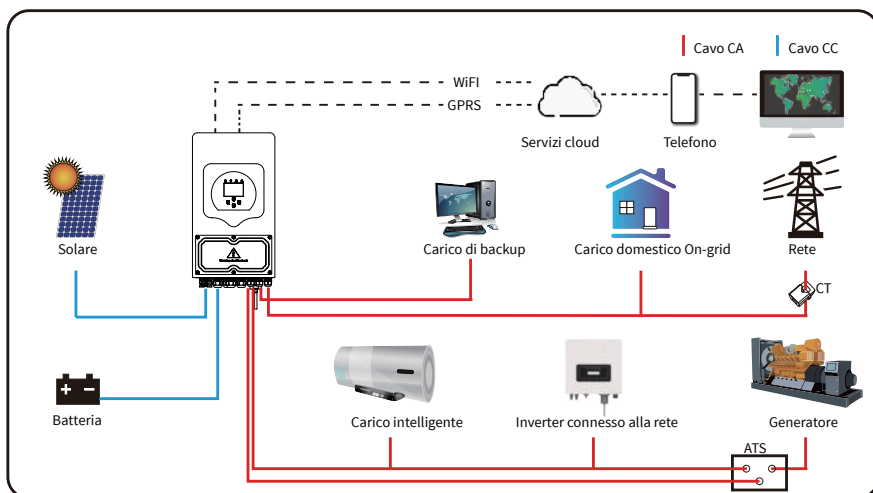 Cavo CA
Cavo CC
WiFI
GPRS
Servizi cloud
Telefono
Solare
Carico di backup
Carico domestico On-grid
Rete
CT
Batteria
Carico intelligente
Inverter connesso alla rete
Generatore
ATS